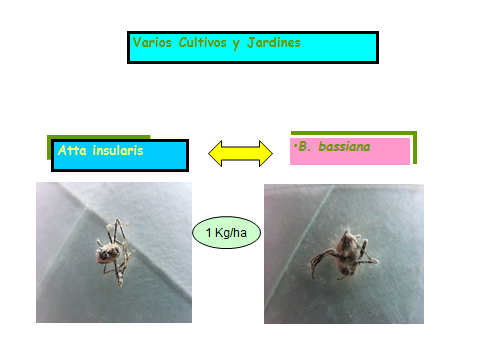 Varios Cultivos y Jardines
Atta insularis
•B. bassiana
1 Kg/ha